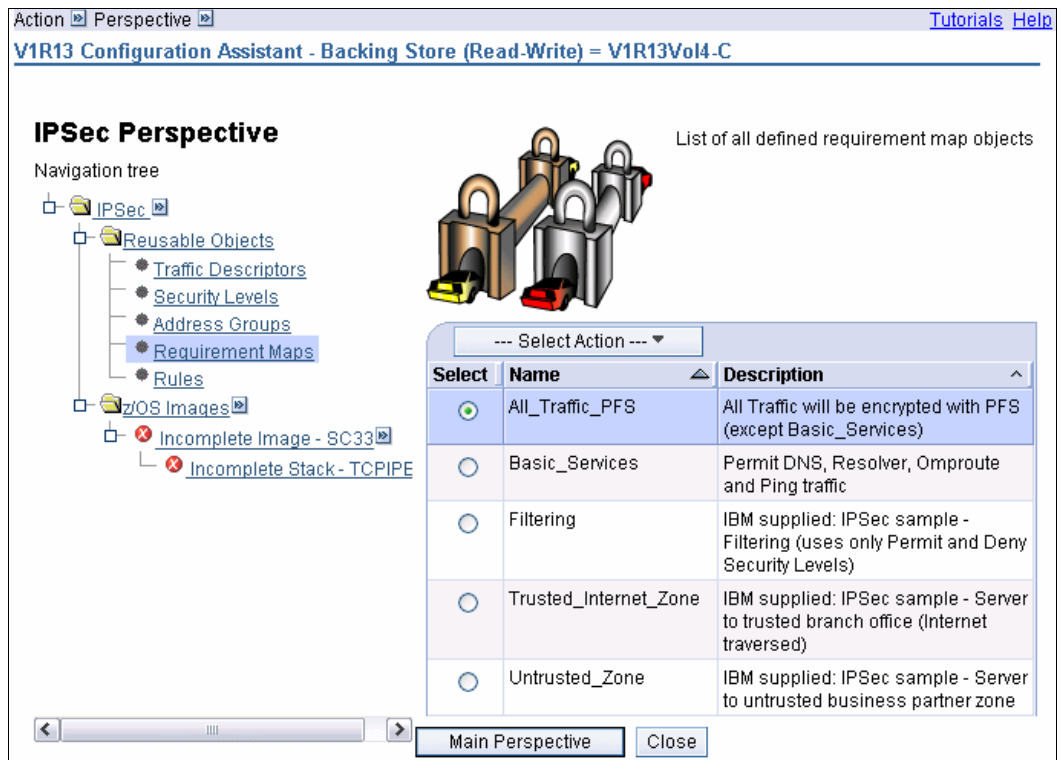 Action Perspective Tutorials Help
V1R13 Configuration Assistant - Backing Store (Read-Write) = V1R13Vol4-C
IPSec Perspective
Navigation tree
IPSec
Reusable Objects
Traffic Descriptors
Security Levels
Address Groups
Requirement Maps
Rules
z/OS Images
Incomplete Image - SC33
Incomplete Stack - TCPIPE
List of all defined requirement map objects
--- Select Action ---
Select Name Description
All_Traffic_PFS All Traffic will be encrypted with PFS
(except Basic_Services)
Basic_Services Permit DNS, Resolver, Omproute
and Ping traffic
Filtering IBM supplied: IPSec sample -
Filtering (uses only Permit and Deny
Security Levels)
Trusted_Internet_Zone IBM supplied: IPSec sample - Server
to trusted branch office (Internet
traversed)
Untrusted_Zone IBM supplied: IPSec sample - Server
to untrusted business partner zone
Main Perspective Close